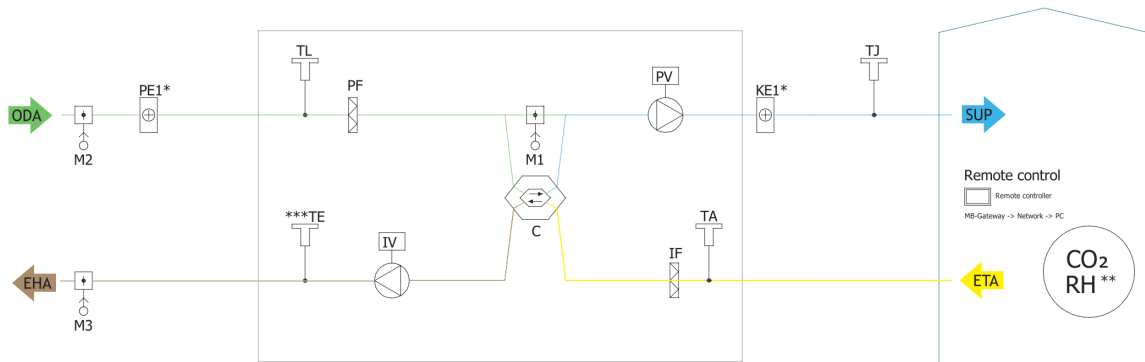 TL
TJ
PV
PE1*
PF
KE1*
ODA
SUP
M2
M1
Remote control
Remote controller
MB-Gateway -> Network -> PC
***TE
C
TA
IV
IF
CO₂
RH **
EHA
ETA
M3